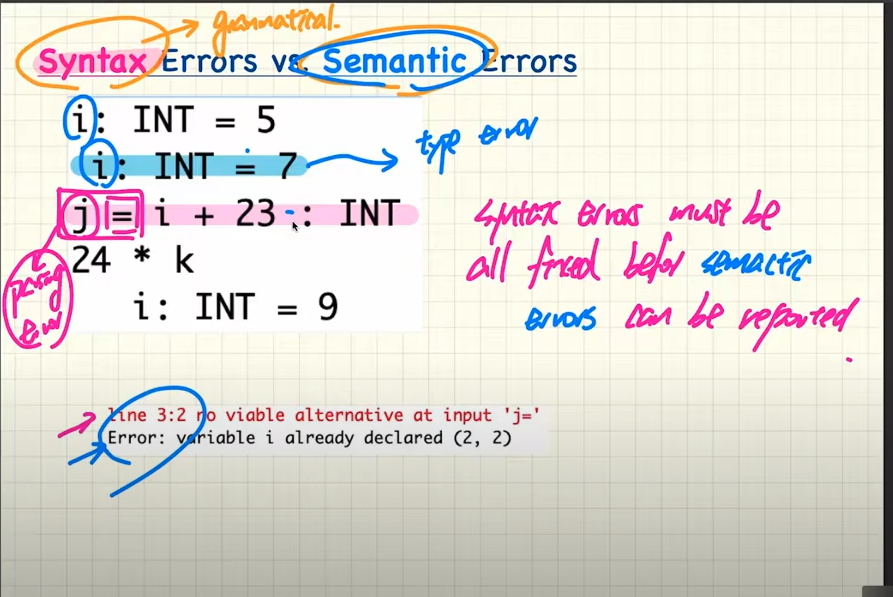 grammatical.
Syntax Errors vs. Semantic Errors
i: INT = 5
i: INT = 7
type error
j = i + 23 -: INT
24 * k
i: INT = 9
parsing
error
syntax errors must be
all fixed befor semactic
errors can be reported
.
line 3:2 no viable alternative at input 'j='
Error: variable i already declared (2, 2)